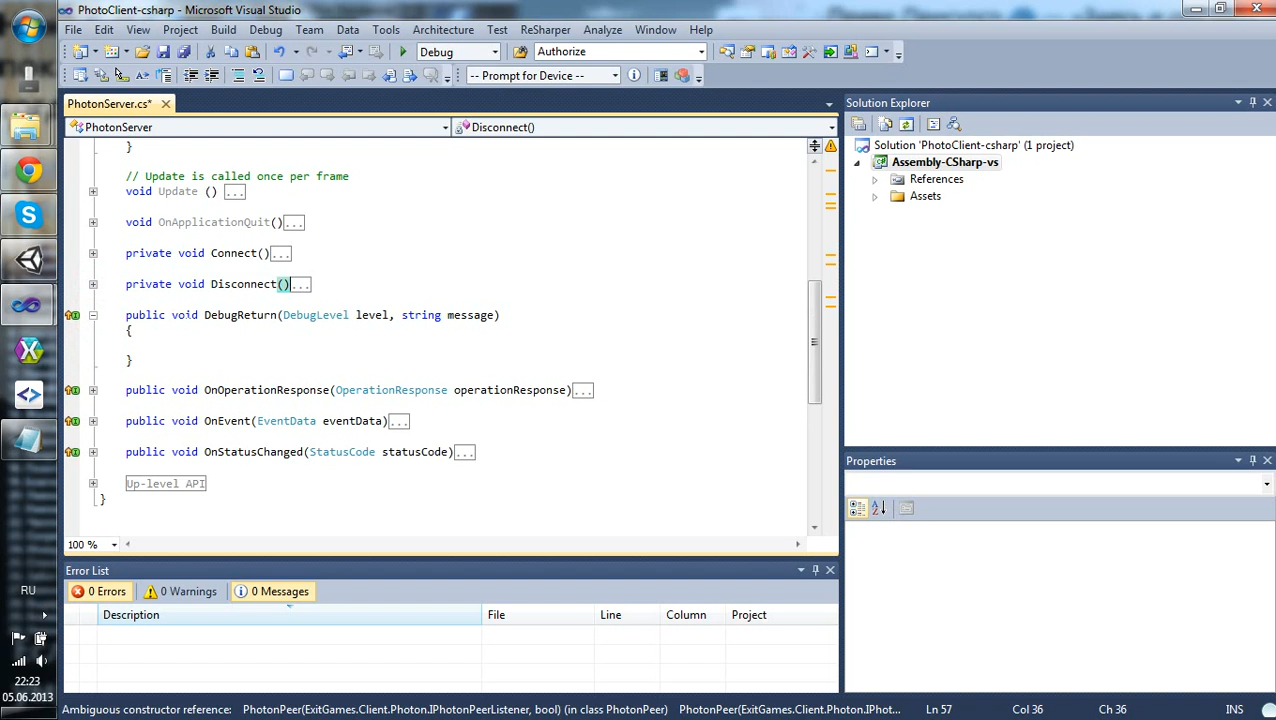 PhotoClient-csharp - Microsoft Visual Studio
File Edit View Project Build Debug Team Data Tools Architecture Test ReSharper Analyze Window Help
Debug Authorize
-- Prompt for Device --
PhotonServer.cs*
PhotonServer Disconnect()
}
// Update is called once per frame
void Update () ...
void OnApplicationQuit()...
private void Connect()...
private void Disconnect()...
public void DebugReturn(DebugLevel level, string message)
{
}
public void OnOperationResponse(OperationResponse operationResponse)...
public void OnEvent(EventData eventData)...
public void OnStatusChanged(StatusCode statusCode)...
Up-level API
}
100 %
Solution Explorer
Solution 'PhotoClient-csharp' (1 project)
Assembly-CSharp-vs
References
Assets
Properties
Error List
0 Errors 0 Warnings 0 Messages
Description File Line Column Project
RU
22:23
05.06.2013
Ambiguous constructor reference: PhotonPeer(ExitGames.Client.Photon.IPhotonPeerListener, bool) (in class PhotonPeer) PhotonPeer(ExitGames.Client.Photon.IPhot... Ln 57 Col 36 Ch 36 INS